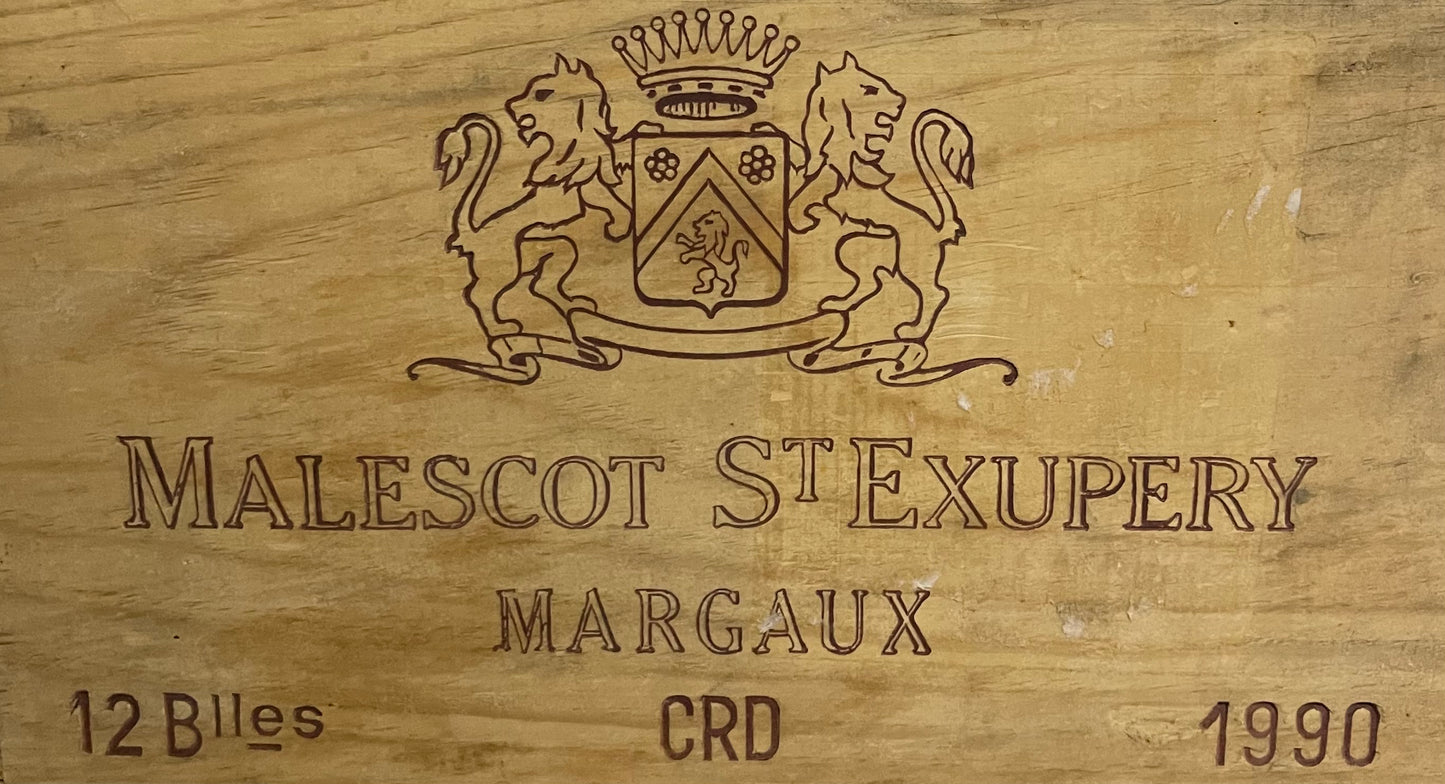 MALESCOT ST EXUPERY
MARGAUX
12 Blles CRD 1990